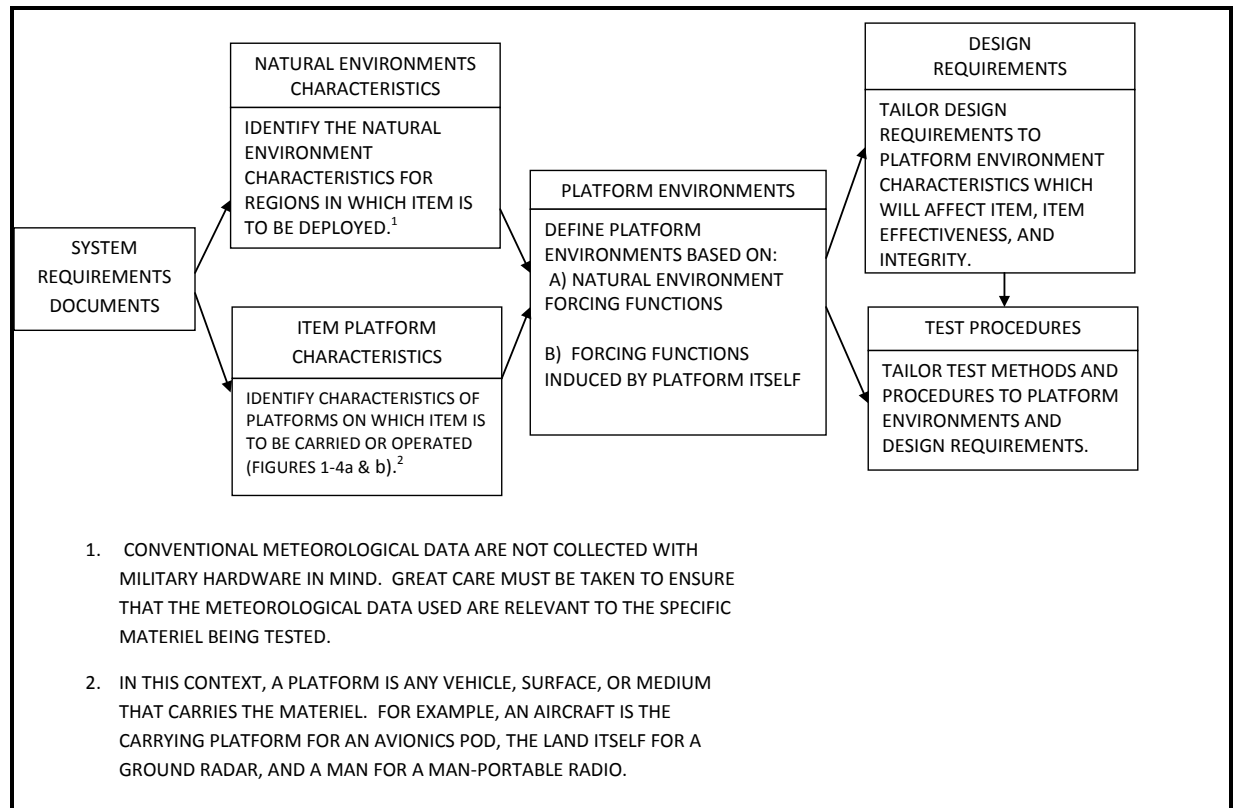 SYSTEM
REQUIREMENTS
DOCUMENTS
NATURAL ENVIRONMENTS
CHARACTERISTICS
IDENTIFY THE NATURAL
ENVIRONMENT
CHARACTERISTICS FOR
REGIONS IN WHICH ITEM IS
TO BE DEPLOYED.1
ITEM PLATFORM
CHARACTERISTICS
IDENTIFY CHARACTERISTICS OF
PLATFORMS ON WHICH ITEM IS
TO BE CARRIED OR OPERATED
(FIGURES 1-4a & b).2
PLATFORM ENVIRONMENTS
DEFINE PLATFORM
ENVIRONMENTS BASED ON:
A) NATURAL ENVIRONMENT
FORCING FUNCTIONS
B) FORCING FUNCTIONS
INDUCED BY PLATFORM ITSELF
DESIGN
REQUIREMENTS
TAILOR DESIGN
REQUIREMENTS TO
PLATFORM ENVIRONMENT
CHARACTERISTICS WHICH
WILL AFFECT ITEM, ITEM
EFFECTIVENESS, AND
INTEGRITY.
TEST PROCEDURES
TAILOR TEST METHODS AND
PROCEDURES TO PLATFORM
ENVIRONMENTS AND
DESIGN REQUIREMENTS.
1. CONVENTIONAL METEOROLOGICAL DATA ARE NOT COLLECTED WITH
MILITARY HARDWARE IN MIND. GREAT CARE MUST BE TAKEN TO ENSURE
THAT THE METEOROLOGICAL DATA USED ARE RELEVANT TO THE SPECIFIC
MATERIEL BEING TESTED.
2. IN THIS CONTEXT, A PLATFORM IS ANY VEHICLE, SURFACE, OR MEDIUM
THAT CARRIES THE MATERIEL. FOR EXAMPLE, AN AIRCRAFT IS THE
CARRYING PLATFORM FOR AN AVIONICS POD, THE LAND ITSELF FOR A
GROUND RADAR, AND A MAN FOR A MAN-PORTABLE RADIO.